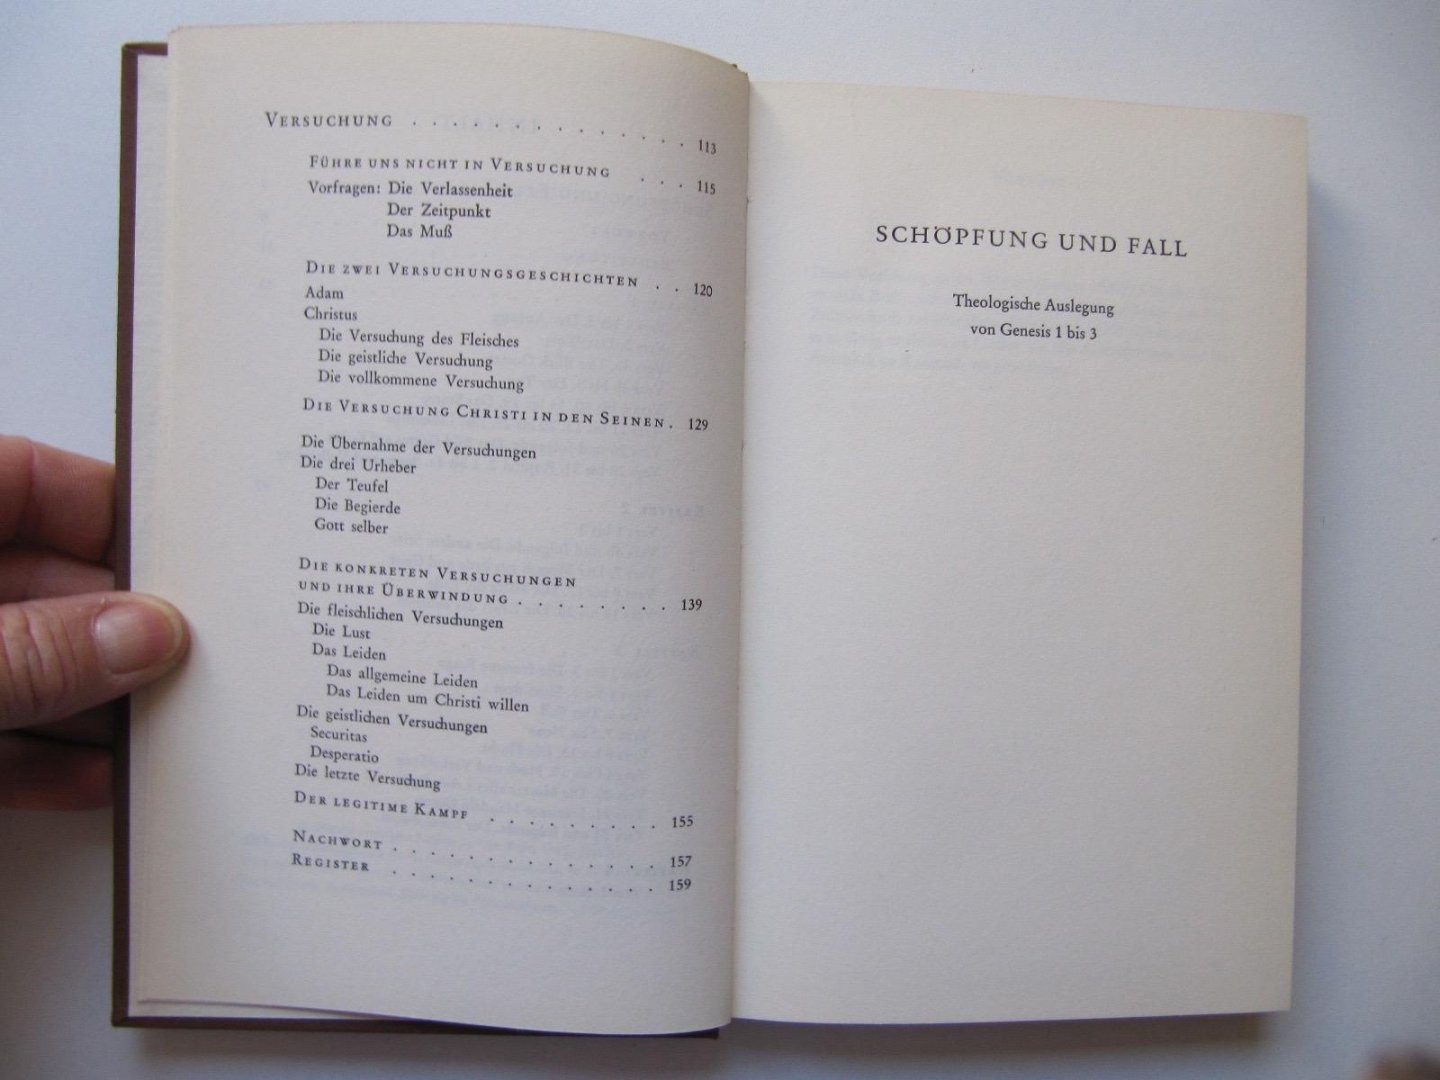 VERSUCHUNG . . . . . . . . . . . . . 113
FÜHRE UNS NICHT IN VERSUCHUNG . . . 115
Vorfragen: Die Verlassenheit
Der Zeitpunkt
Das Muß
DIE ZWEI VERSUCHUNGSGESCHICHTEN . . 120
Adam
Christus
Die Versuchung des Fleisches
Die geistliche Versuchung
Die vollkommene Versuchung
DIE VERSUCHUNG CHRISTI IN DEN SEINEN . 129
Die Übernahme der Versuchungen
Die drei Urheber
Der Teufel
Die Begierde
Gott selber
DIE KONKRETEN VERSUCHUNGEN
UND IHRE ÜBERWINDUNG . . . . . . . . 139
Die fleischlichen Versuchungen
Die Lust
Das Leiden
Das allgemeine Leiden
Das Leiden um Christi willen
Die geistlichen Versuchungen
Securitas
Desperatio
Die letzte Versuchung
DER LEGITIME KAMPF . . . . . . . . . 155
NACHWORT . . . . . . . . . . . . . 157
REGISTER . . . . . . . . . . . . . 159
SCHÖPFUNG UND FALL
Theologische Auslegung
von Genesis 1 bis 3